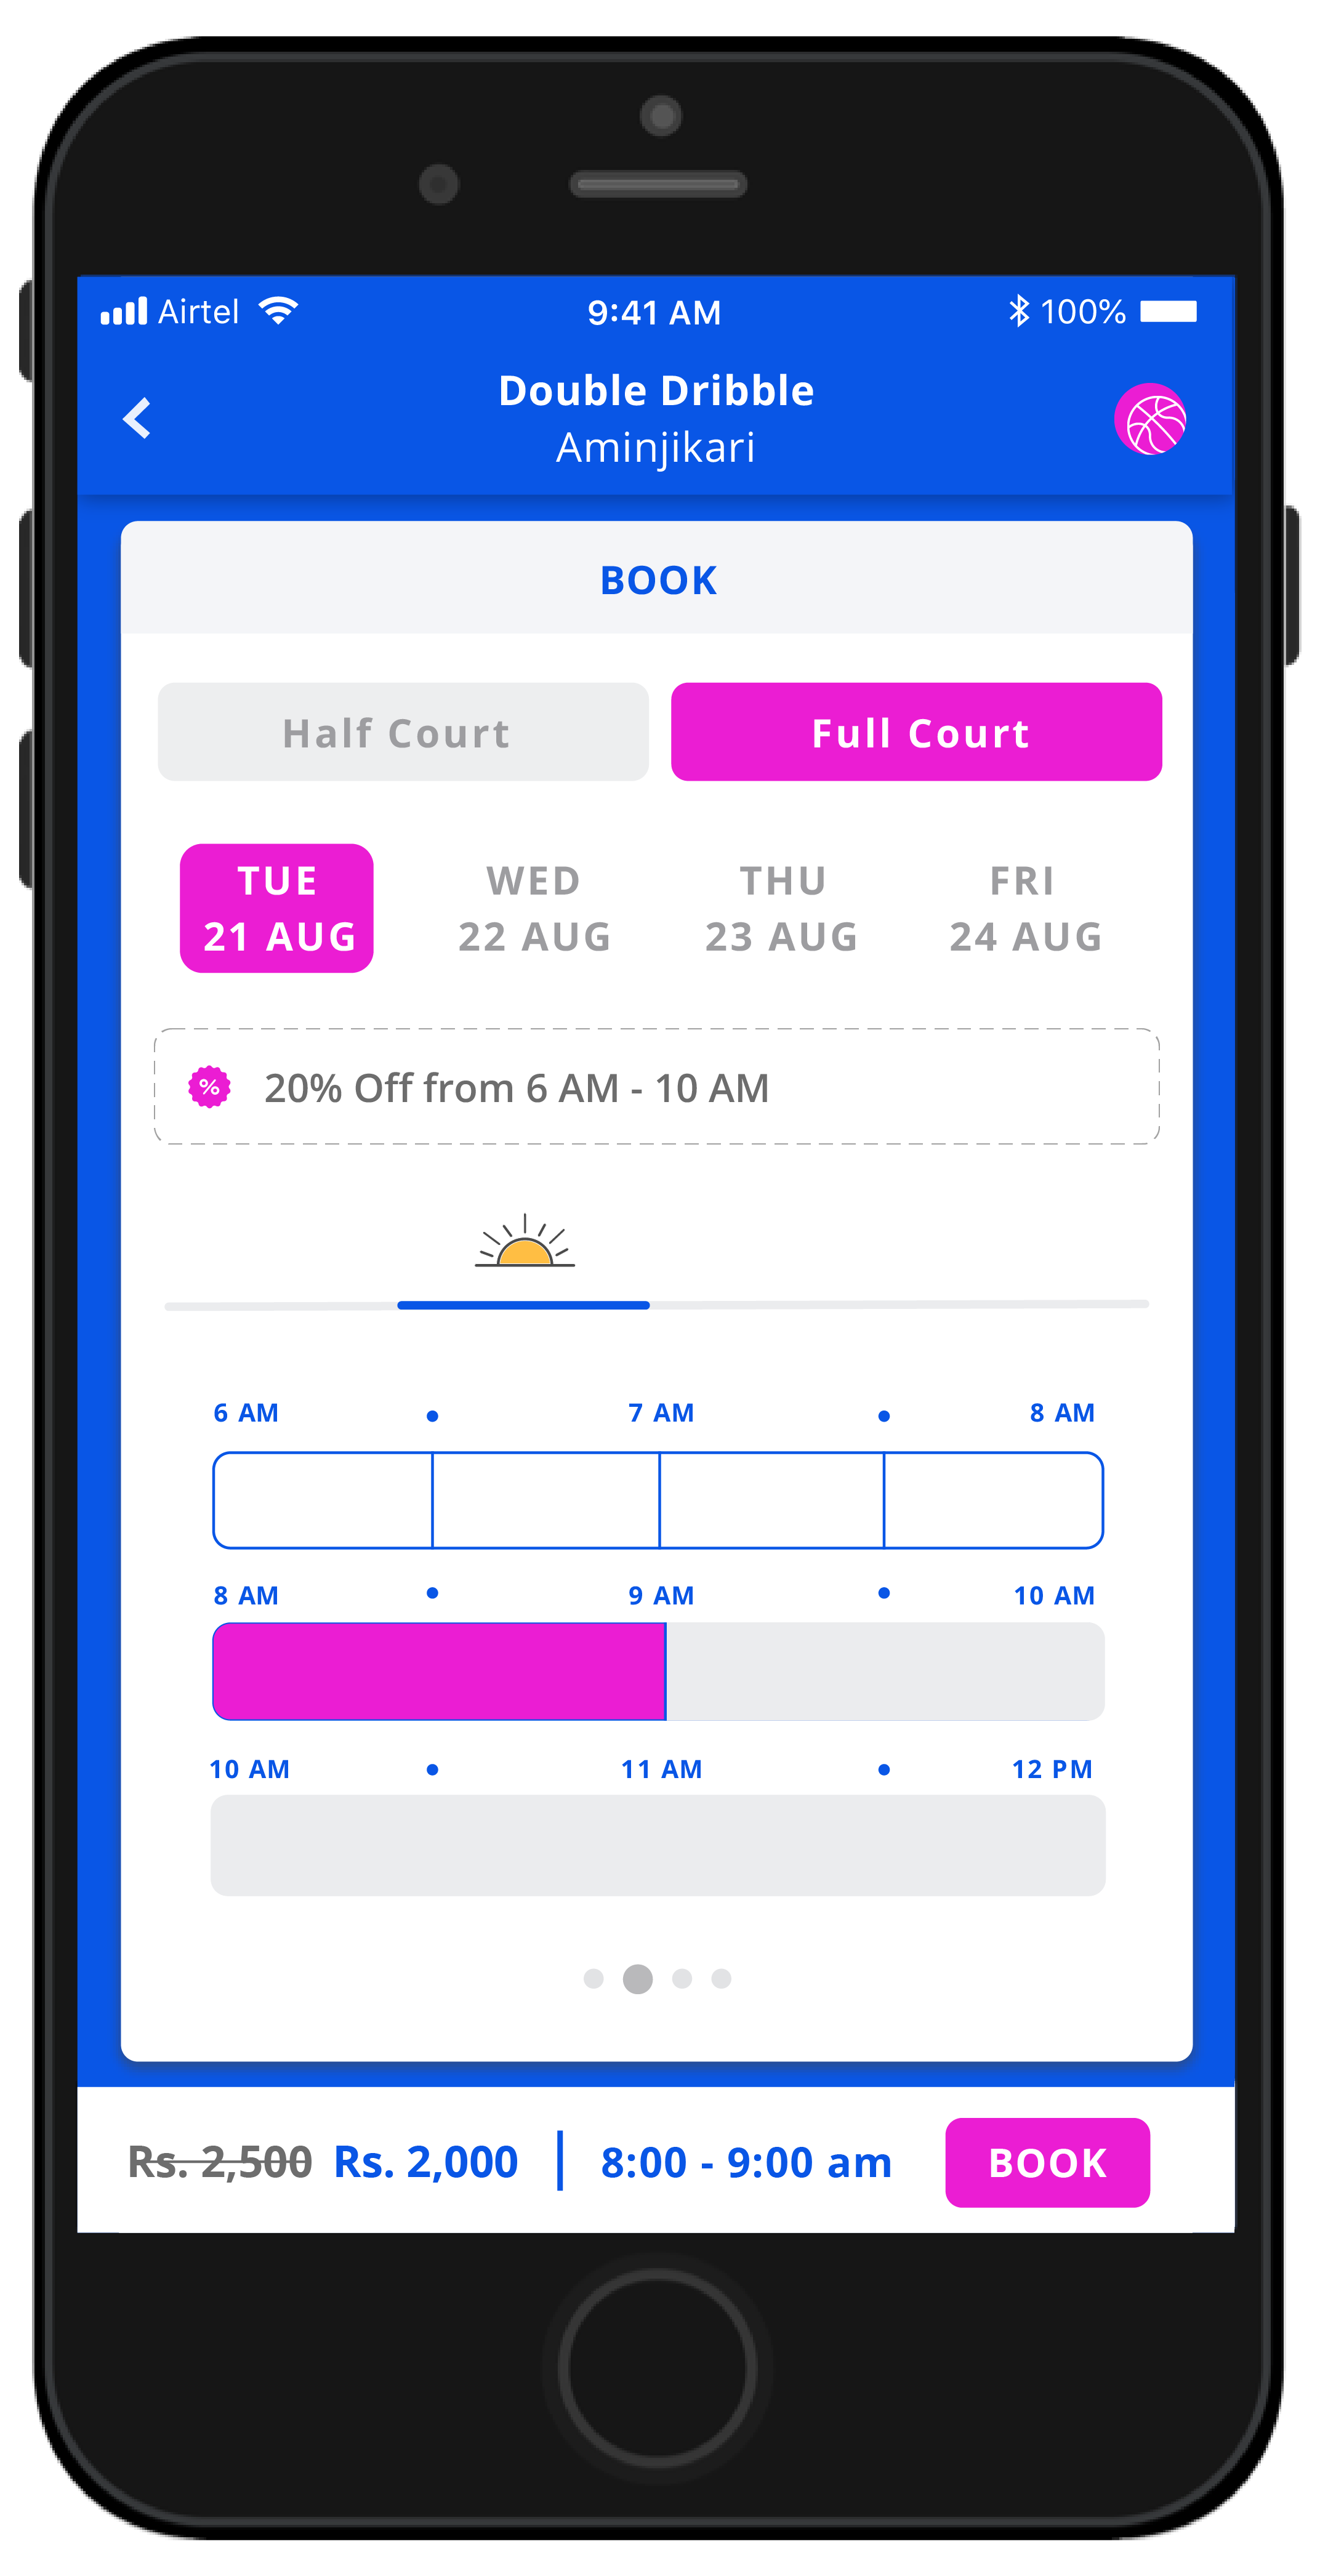 Airtel 9:41 AM 100%
Double Dribble
Aminjikari
BOOK
Half Court Full Court
TUE WED THU FRI
21 AUG 22 AUG 23 AUG 24 AUG
% 20% Off from 6 AM - 10 AM
6 AM 7 AM 8 AM
8 AM 9 AM 10 AM
10 AM 11 AM 12 PM
Rs. 2,500 Rs. 2,000 8:00 - 9:00 am BOOK